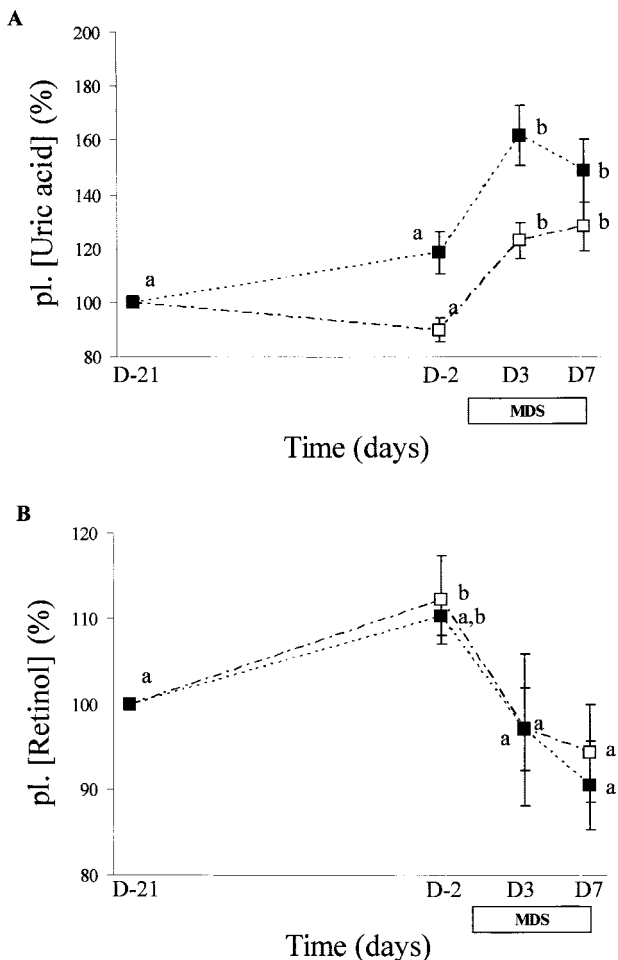 A
pl. [Uric acid] (%)
200
180
160
140
120
100
80
a
a
a
b
b
b
b
D-21
D-2
D3
D7
MDS
Time (days)
B
pl. [Retinol] (%)
120
110
100
90
80
a
b
a,b
a
a
a
a
D-21
D-2
D3
D7
MDS
Time (days)